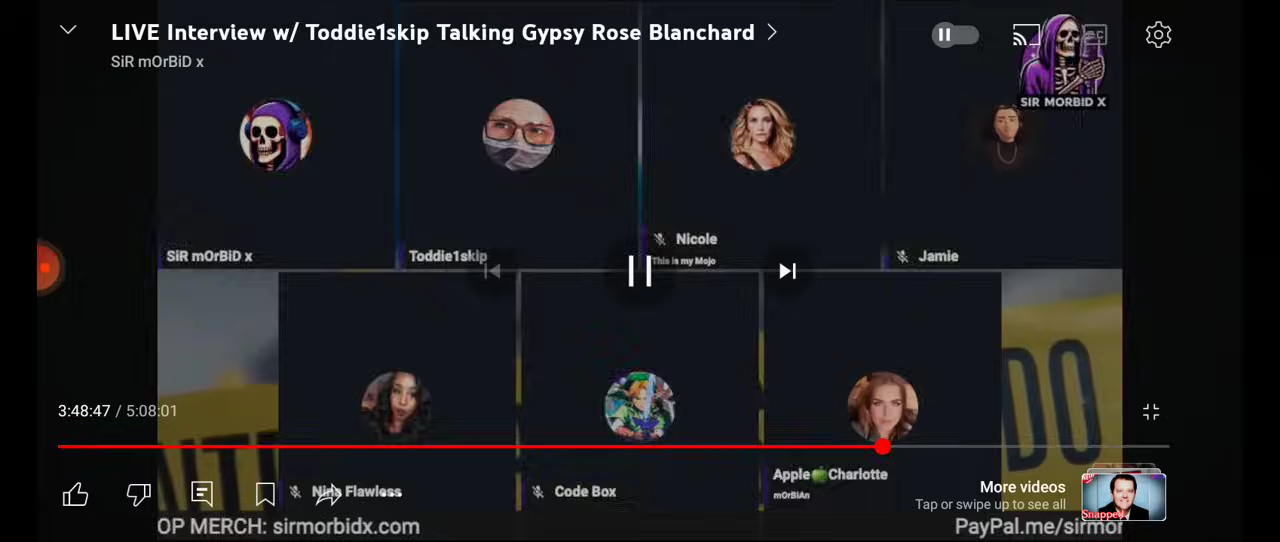 LIVE Interview w/ Toddie1skip Talking Gypsy Rose Blanchard
SiR mOrBiD x
SIR MORBID X
SiR mOrBiD x
Toddie1skip
Nicole
This is my Mojo
Jamie
3:48:47 / 5:08:01
DO
Nina Flawless
Code Box
Apple🍏Charlotte
mOrBiAn
More videos
Tap or swipe up to see all
Snapped
OP MERCH: sirmorbidx.com
PayPal.me/sirmor